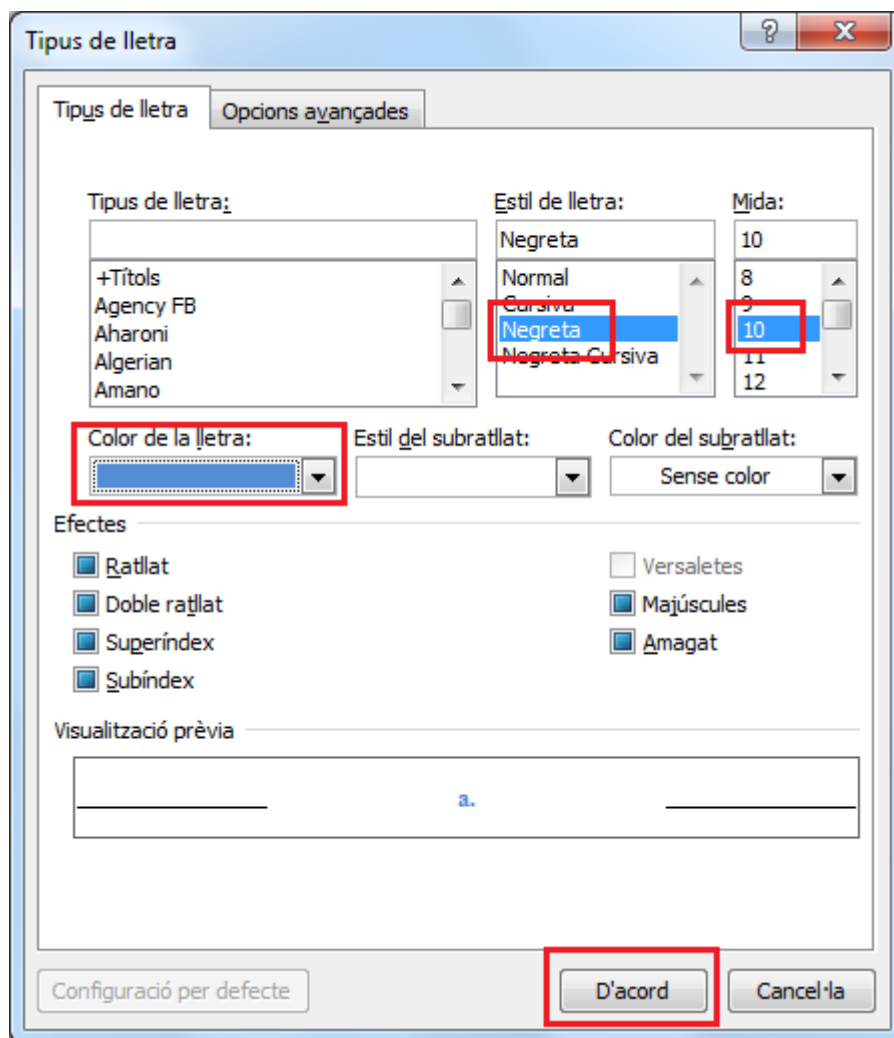 Tipus de lletra
Tipus de lletra Opcions avançades
Tipus de lletra: Estil de lletra: Mida:
Negreta 10
+Títols Normal 8
Agency FB Cursiva 9
Aharoni Negreta 10
Algerian Negreta Cursiva 11
Amano 12
Color de la lletra: Estil del subratllat: Color del subratllat:
Sense color
Efectes
Ratllat Versaletes
Doble ratllat Majúscules
Superíndex Amagat
Subíndex
Visualització prèvia
a.
Configuració per defecte D'acord Cancel·la